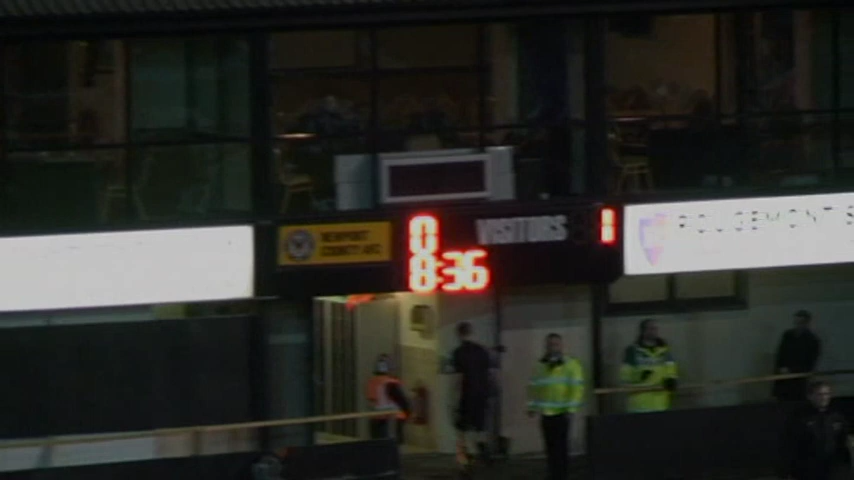 NEWPORT
COUNTY AFC
0 VISITORS 1
8:36
ROUGEMONT S